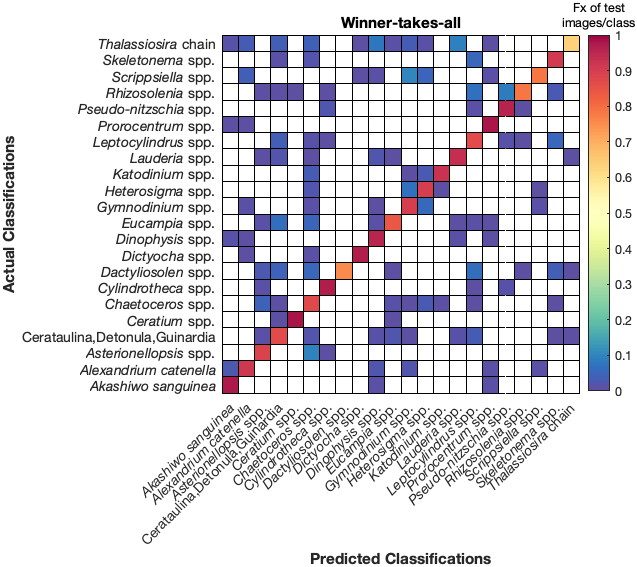 Winner-takes-all
Fx of test
images/class
Actual Classifications
Thalassiosira chain
Skeletonema spp.
Scrippsiella spp.
Rhizosolenia spp.
Pseudo-nitzschia spp.
Prorocentrum spp.
Leptocylindrus spp.
Lauderia spp.
Katodinium spp.
Heterosigma spp.
Gymnodinium spp.
Eucampia spp.
Dinophysis spp.
Dictyocha spp.
Dactyliosolen spp.
Cylindrotheca spp.
Chaetoceros spp.
Ceratium spp.
Cerataulina,Detonula,Guinardia
Asterionellopsis spp.
Alexandrium catenella
Akashiwo sanguinea
1
0.9
0.8
0.7
0.6
0.5
0.4
0.3
0.2
0.1
0
Akashiwo sanguinea
Alexandrium catenella
Asterionellopsis spp.
Cerataulina,Detonula,Guinardia
Ceratium spp.
Chaetoceros spp.
Cylindrotheca spp.
Dactyliosolen spp.
Dictyocha spp.
Dinophysis spp.
Eucampia spp.
Gymnodinium spp.
Heterosigma spp.
Katodinium spp.
Lauderia spp.
Leptocylindrus spp.
Prorocentrum spp.
Pseudo-nitzschia spp.
Rhizosolenia spp.
Scrippsiella spp.
Skeletonema spp.
Thalassiosira chain
Predicted Classifications